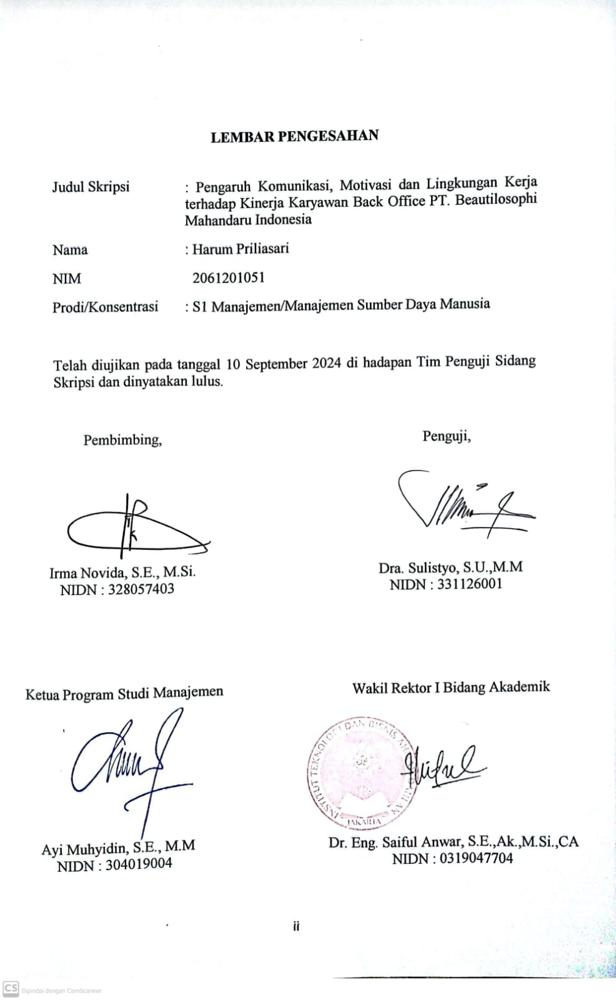 LEMBAR PENGESAHAN
Judul Skripsi : Pengaruh Komunikasi, Motivasi dan Lingkungan Kerja
terhadap Kinerja Karyawan Back Office PT. Beautilosophi
Mahandaru Indonesia
Nama : Harum Priliasari
NIM 2061201051
Prodi/Konsentrasi : S1 Manajemen/Manajemen Sumber Daya Manusia
Telah diujikan pada tanggal 10 September 2024 di hadapan Tim Penguji Sidang
Skripsi dan dinyatakan lulus.
Pembimbing,
Irma Novida, S.E., M.Si.
NIDN : 328057403
Penguji,
Dra. Sulistyo, S.U.,M.M
NIDN : 331126001
Ketua Program Studi Manajemen
Ayi Muhyidin, S.E., M.M
NIDN : 304019004
Wakil Rektor I Bidang Akademik
INSTITUT TEKNOLOGI DAN BISNIS
JAKARTA
Dr. Eng. Saiful Anwar, S.E.,Ak.,M.Si.,CA
NIDN : 0319047704
ii
CS Dipindai dengan CamScanner